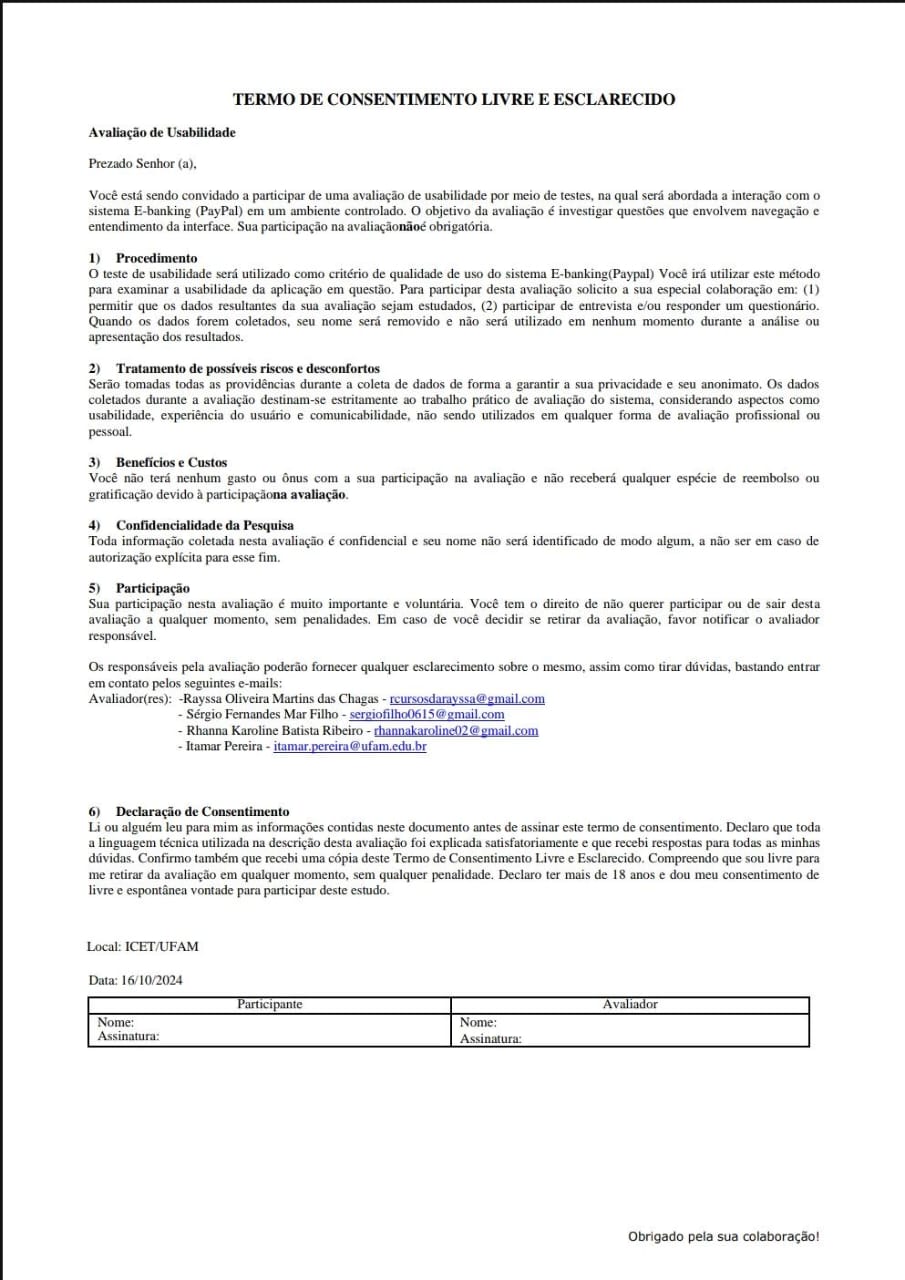 TERMO DE CONSENTIMENTO LIVRE E ESCLARECIDO
Avaliação de Usabilidade
Prezado Senhor (a),
Você está sendo convidado a participar de uma avaliação de usabilidade por meio de testes, na qual será abordada a interação com o
sistema E-banking (PayPal) em um ambiente controlado. O objetivo da avaliação é investigar questões que envolvem navegação e
entendimento da interface. Sua participação na avaliaçãonãoé obrigatória.
1) Procedimento
O teste de usabilidade será utilizado como critério de qualidade de uso do sistema E-banking(Paypal) Você irá utilizar este método
para examinar a usabilidade da aplicação em questão. Para participar desta avaliação solicito a sua especial colaboração em: (1)
permitir que os dados resultantes da sua avaliação sejam estudados, (2) participar de entrevista e/ou responder um questionário.
Quando os dados forem coletados, seu nome será removido e não será utilizado em nenhum momento durante a análise ou
apresentação dos resultados.
2) Tratamento de possíveis riscos e desconfortos
Serão tomadas todas as providências durante a coleta de dados de forma a garantir a sua privacidade e seu anonimato. Os dados
coletados durante a avaliação destinam-se estritamente ao trabalho prático de avaliação do sistema, considerando aspectos como
usabilidade, experiência do usuário e comunicabilidade, não sendo utilizados em qualquer forma de avaliação profissional ou
pessoal.
3) Benefícios e Custos
Você não terá nenhum gasto ou ônus com a sua participação na avaliação e não receberá qualquer espécie de reembolso ou
gratificação devido à participaçãona avaliação.
4) Confidencialidade da Pesquisa
Toda informação coletada nesta avaliação é confidencial e seu nome não será identificado de modo algum, a não ser em caso de
autorização explícita para esse fim.
5) Participação
Sua participação nesta avaliação é muito importante e voluntária. Você tem o direito de não querer participar ou de sair desta
avaliação a qualquer momento, sem penalidades. Em caso de você decidir se retirar da avaliação, favor notificar o avaliador
responsável.
Os responsáveis pela avaliação poderão fornecer qualquer esclarecimento sobre o mesmo, assim como tirar dúvidas, bastando entrar
em contato pelos seguintes e-mails:
Avaliador(res): -Rayssa Oliveira Martins das Chagas - rcursosdarayssa@gmail.com
- Sérgio Fernandes Mar Filho - sergiofilho0615@gmail.com
- Rhanna Karoline Batista Ribeiro - rhannakaroline02@gmail.com
- Itamar Pereira - itamar.pereira@ufam.edu.br
6) Declaração de Consentimento
Li ou alguém leu para mim as informações contidas neste documento antes de assinar este termo de consentimento. Declaro que toda
a linguagem técnica utilizada na descrição desta avaliação foi explicada satisfatoriamente e que recebi respostas para todas as minhas
dúvidas. Confirmo também que recebi uma cópia deste Termo de Consentimento Livre e Esclarecido. Compreendo que sou livre para
me retirar da avaliação em qualquer momento, sem qualquer penalidade. Declaro ter mais de 18 anos e dou meu consentimento de
livre e espontânea vontade para participar deste estudo.
Local: ICET/UFAM
Data: 16/10/2024
Participante
Avaliador
Nome:
Assinatura:
Nome:
Assinatura:
Obrigado pela sua colaboração!